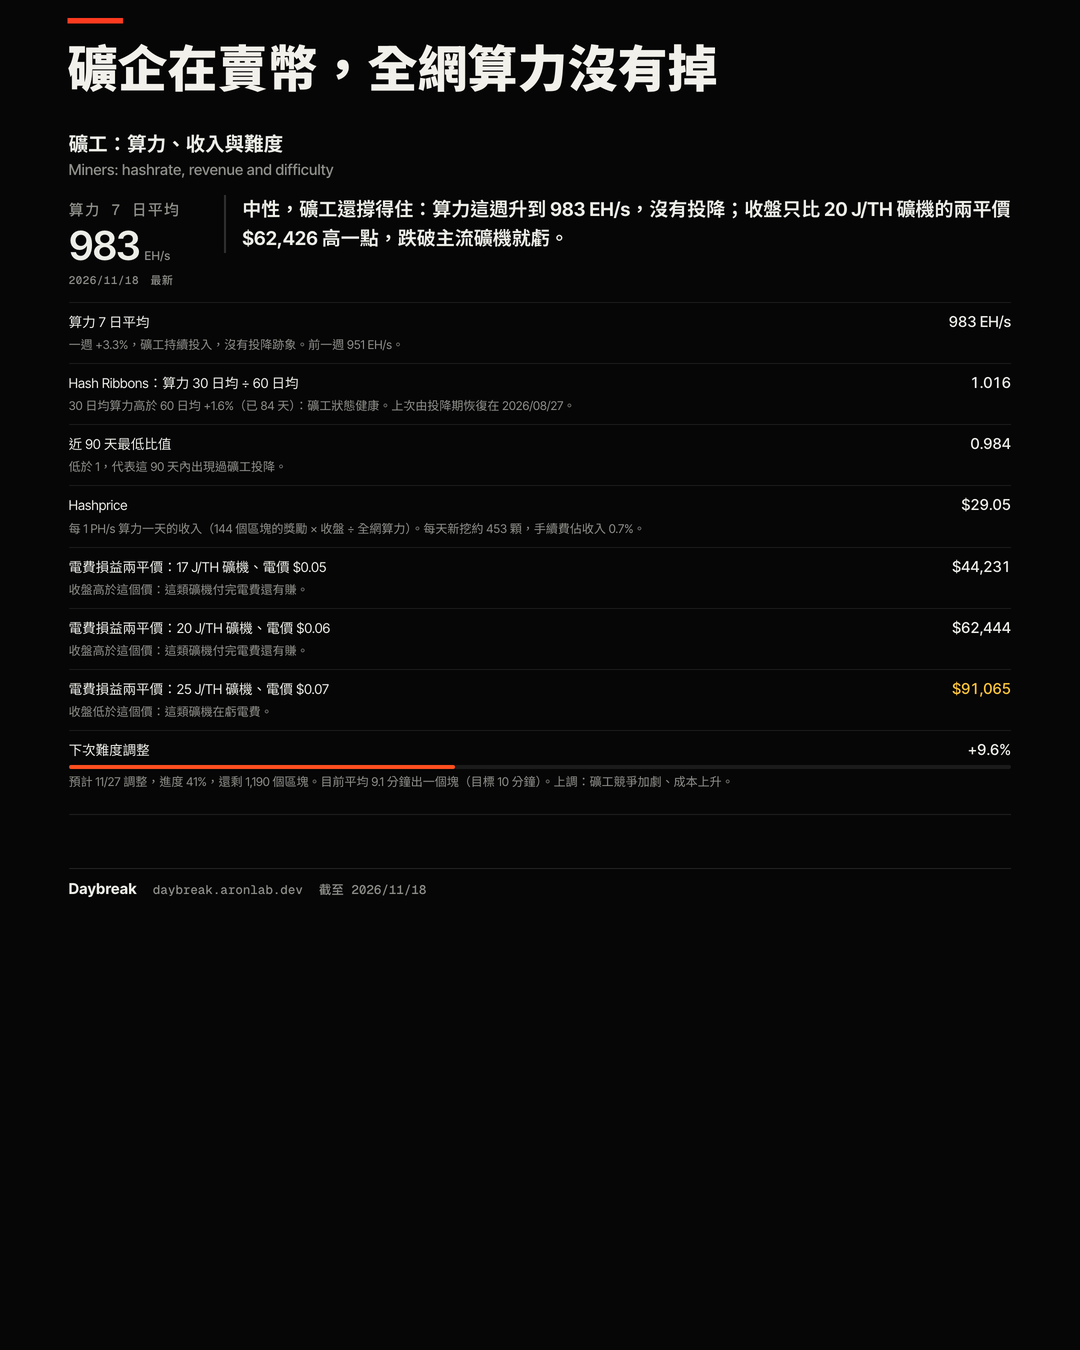 礦企在賣幣，全網算力沒有掉
礦工：算力、收入與難度
Miners: hashrate, revenue and difficulty
算力 7 日平均
983 EH/s
2026/11/18 最新
中性，礦工還撐得住：算力這週升到 983 EH/s，沒有投降；收盤只比 20 J/TH 礦機的兩平價
$62,426 高一點，跌破主流礦機就虧。
算力 7 日平均
983 EH/s
一週 +3.3%，礦工持續投入，沒有投降跡象。前一週 951 EH/s。
Hash Ribbons：算力 30 日均 ÷ 60 日均
1.016
30 日均算力高於 60 日均 +1.6%（已 84 天）：礦工狀態健康。上次由投降期恢復在 2026/08/27。
近 90 天最低比值
0.984
低於 1，代表這 90 天內出現過礦工投降。
Hashprice
$29.05
每 1 PH/s 算力一天的收入（144 個區塊的獎勵 × 收盤 ÷ 全網算力）。每天新挖約 453 顆，手續費佔收入 0.7%。
電費損益兩平價：17 J/TH 礦機、電價 $0.05
$44,231
收盤高於這個價：這類礦機付完電費還有賺。
電費損益兩平價：20 J/TH 礦機、電價 $0.06
$62,444
收盤高於這個價：這類礦機付完電費還有賺。
電費損益兩平價：25 J/TH 礦機、電價 $0.07
$91,065
收盤低於這個價：這類礦機在虧電費。
下次難度調整
+9.6%
預計 11/27 調整，進度 41%，還剩 1,190 個區塊。目前平均 9.1 分鐘出一個塊（目標 10 分鐘）。上調：礦工競爭加劇、成本上升。
Daybreak daybreak.aronlab.dev 截至 2026/11/18